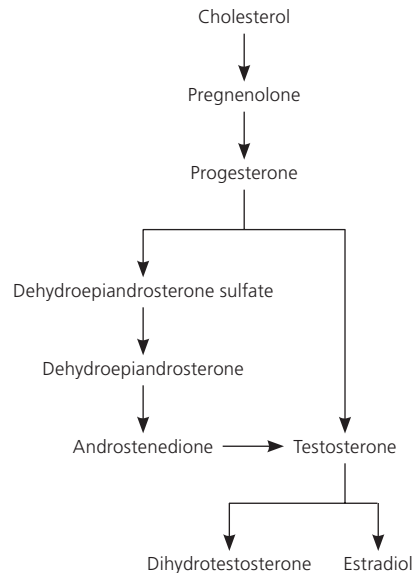 Cholesterol
Pregnenolone
Progesterone
Dehydroepiandrosterone sulfate
Dehydroepiandrosterone
Androstenedione
Testosterone
Dihydrotestosterone
Estradiol